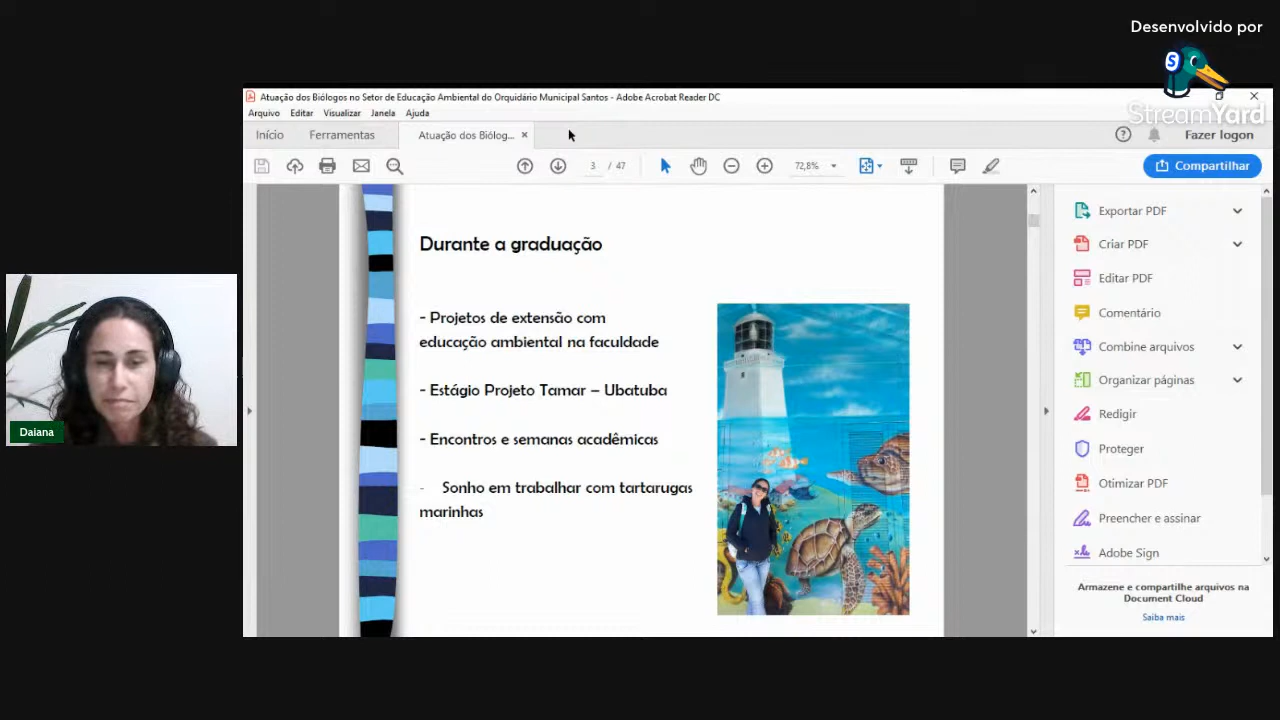 Desenvolvido por
S
StreamYard
Atuação dos Biólogos no Setor de Educação Ambiental do Orquidário Municipal Santos - Adobe Acrobat Reader DC
Arquivo Editar Visualizar Janela Ajuda
Início Ferramentas Atuação dos Biólog... ×
Fazer logon
3 / 47
72,8%
Compartilhar
Durante a graduação
- Projetos de extensão com
educação ambiental na faculdade
- Estágio Projeto Tamar – Ubatuba
- Encontros e semanas acadêmicas
- Sonho em trabalhar com tartarugas
marinhas
Daiana
Exportar PDF
Criar PDF
Editar PDF
Comentário
Combine arquivos
Organizar páginas
Redigir
Proteger
Otimizar PDF
Preencher e assinar
Adobe Sign
Armazene e compartilhe arquivos na
Document Cloud
Saiba mais